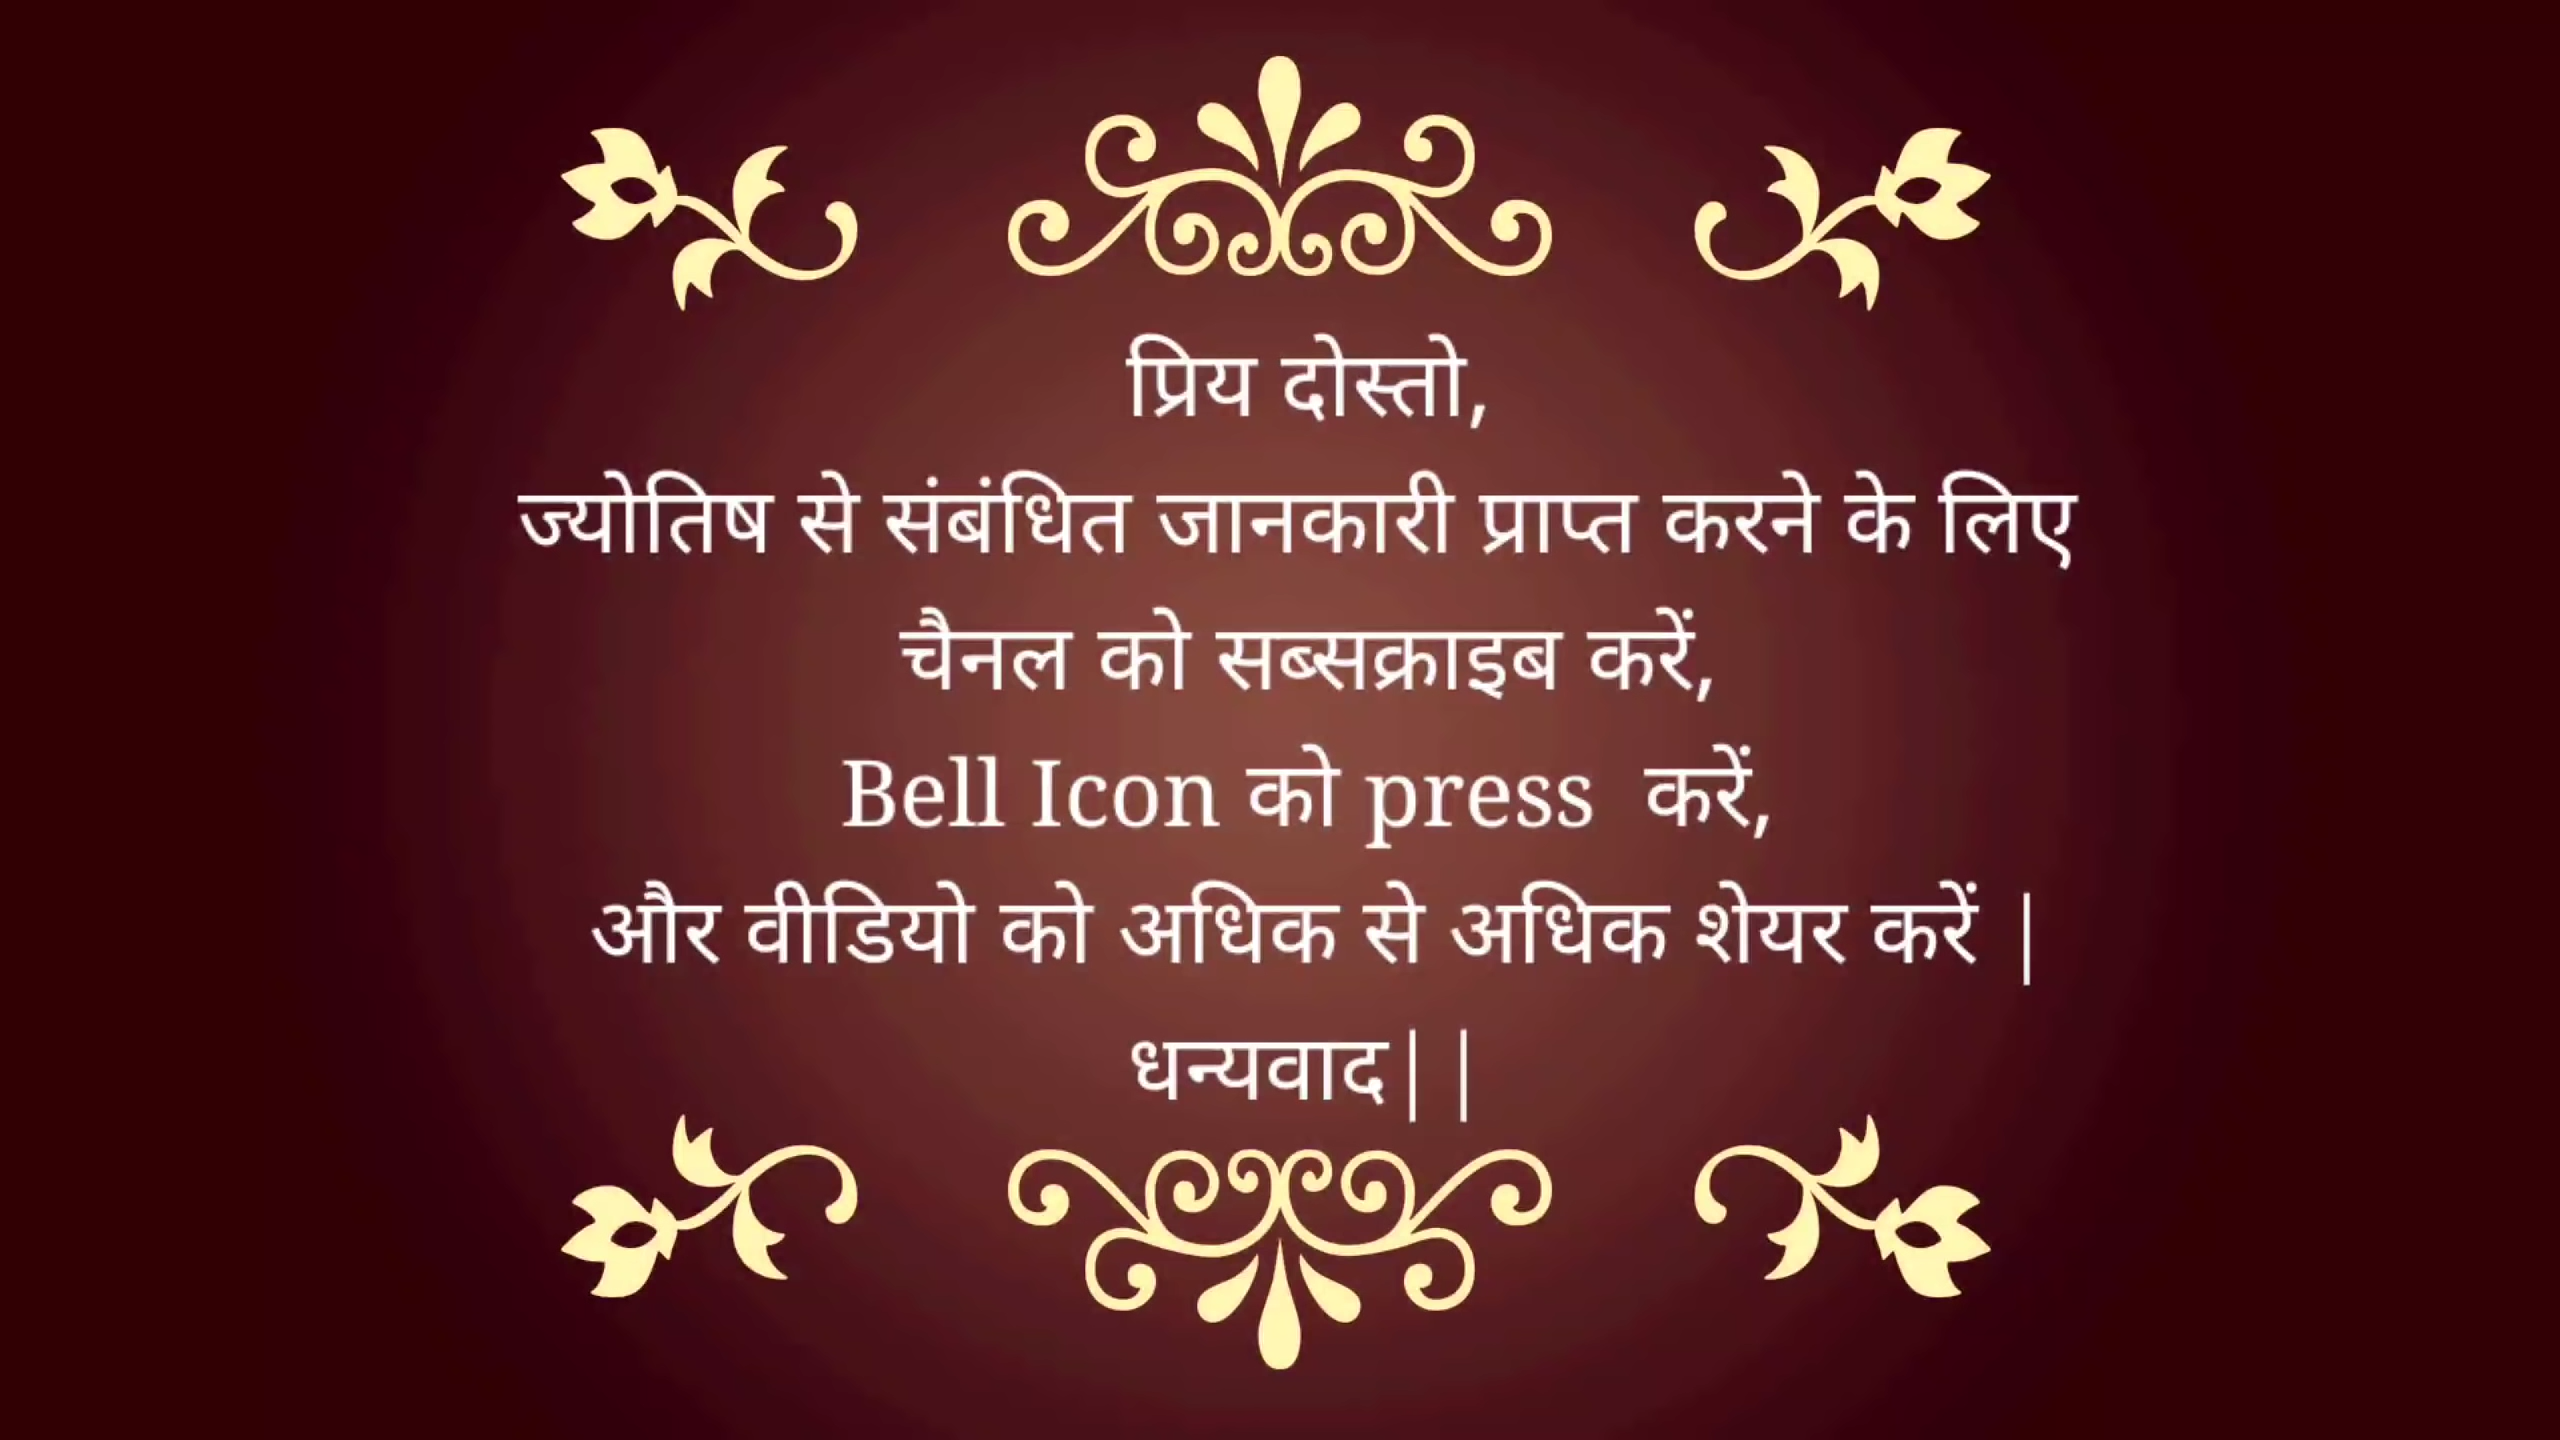 प्रिय दोस्तो,
ज्योतिष से संबंधित जानकारी प्राप्त करने के लिए
चैनल को सब्सक्राइब करें,
Bell Icon को press  करें,
और वीडियो को अधिक से अधिक शेयर करें |
धन्यवाद||